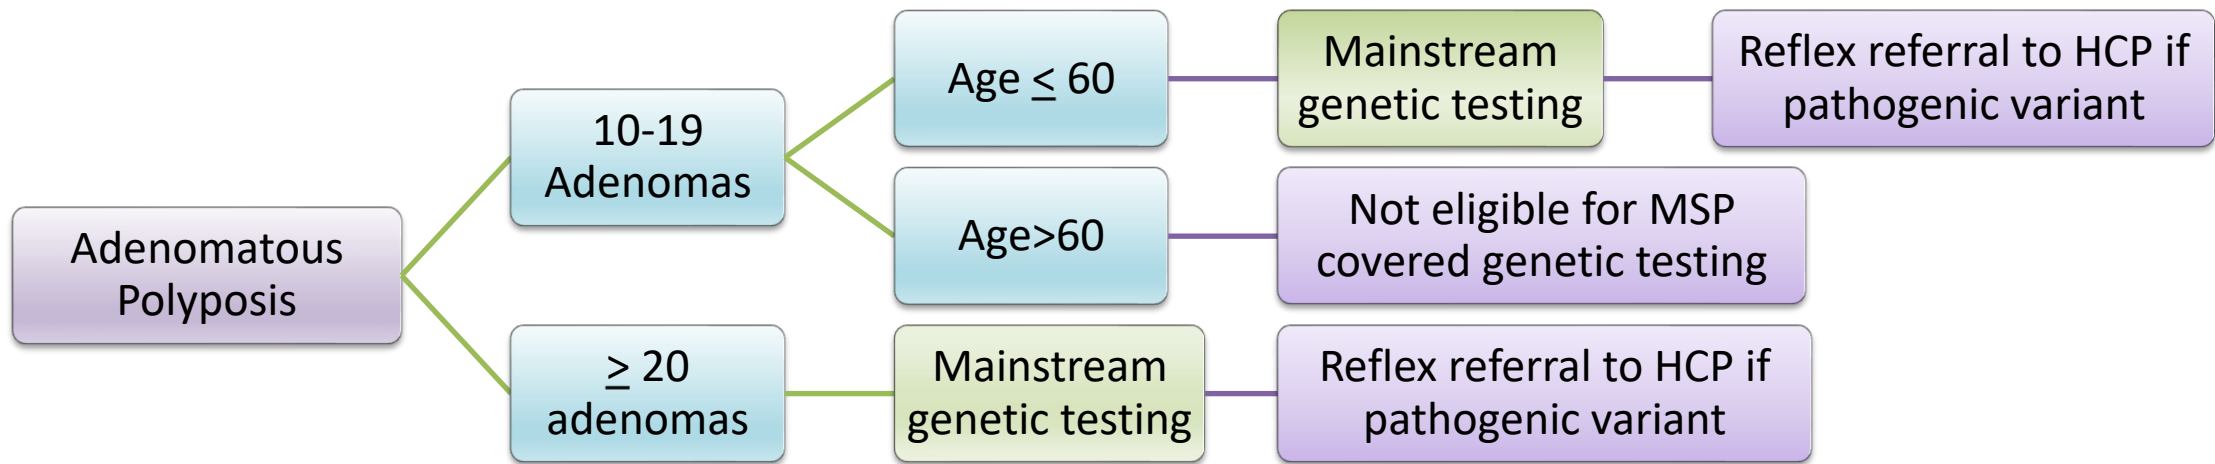 Adenomatous
Polyposis
10-19
Adenomas
Age ≤ 60
Mainstream
genetic testing
Reflex referral to HCP if
pathogenic variant
Age>60
Not eligible for MSP
covered genetic testing
≥ 20
adenomas
Mainstream
genetic testing
Reflex referral to HCP if
pathogenic variant